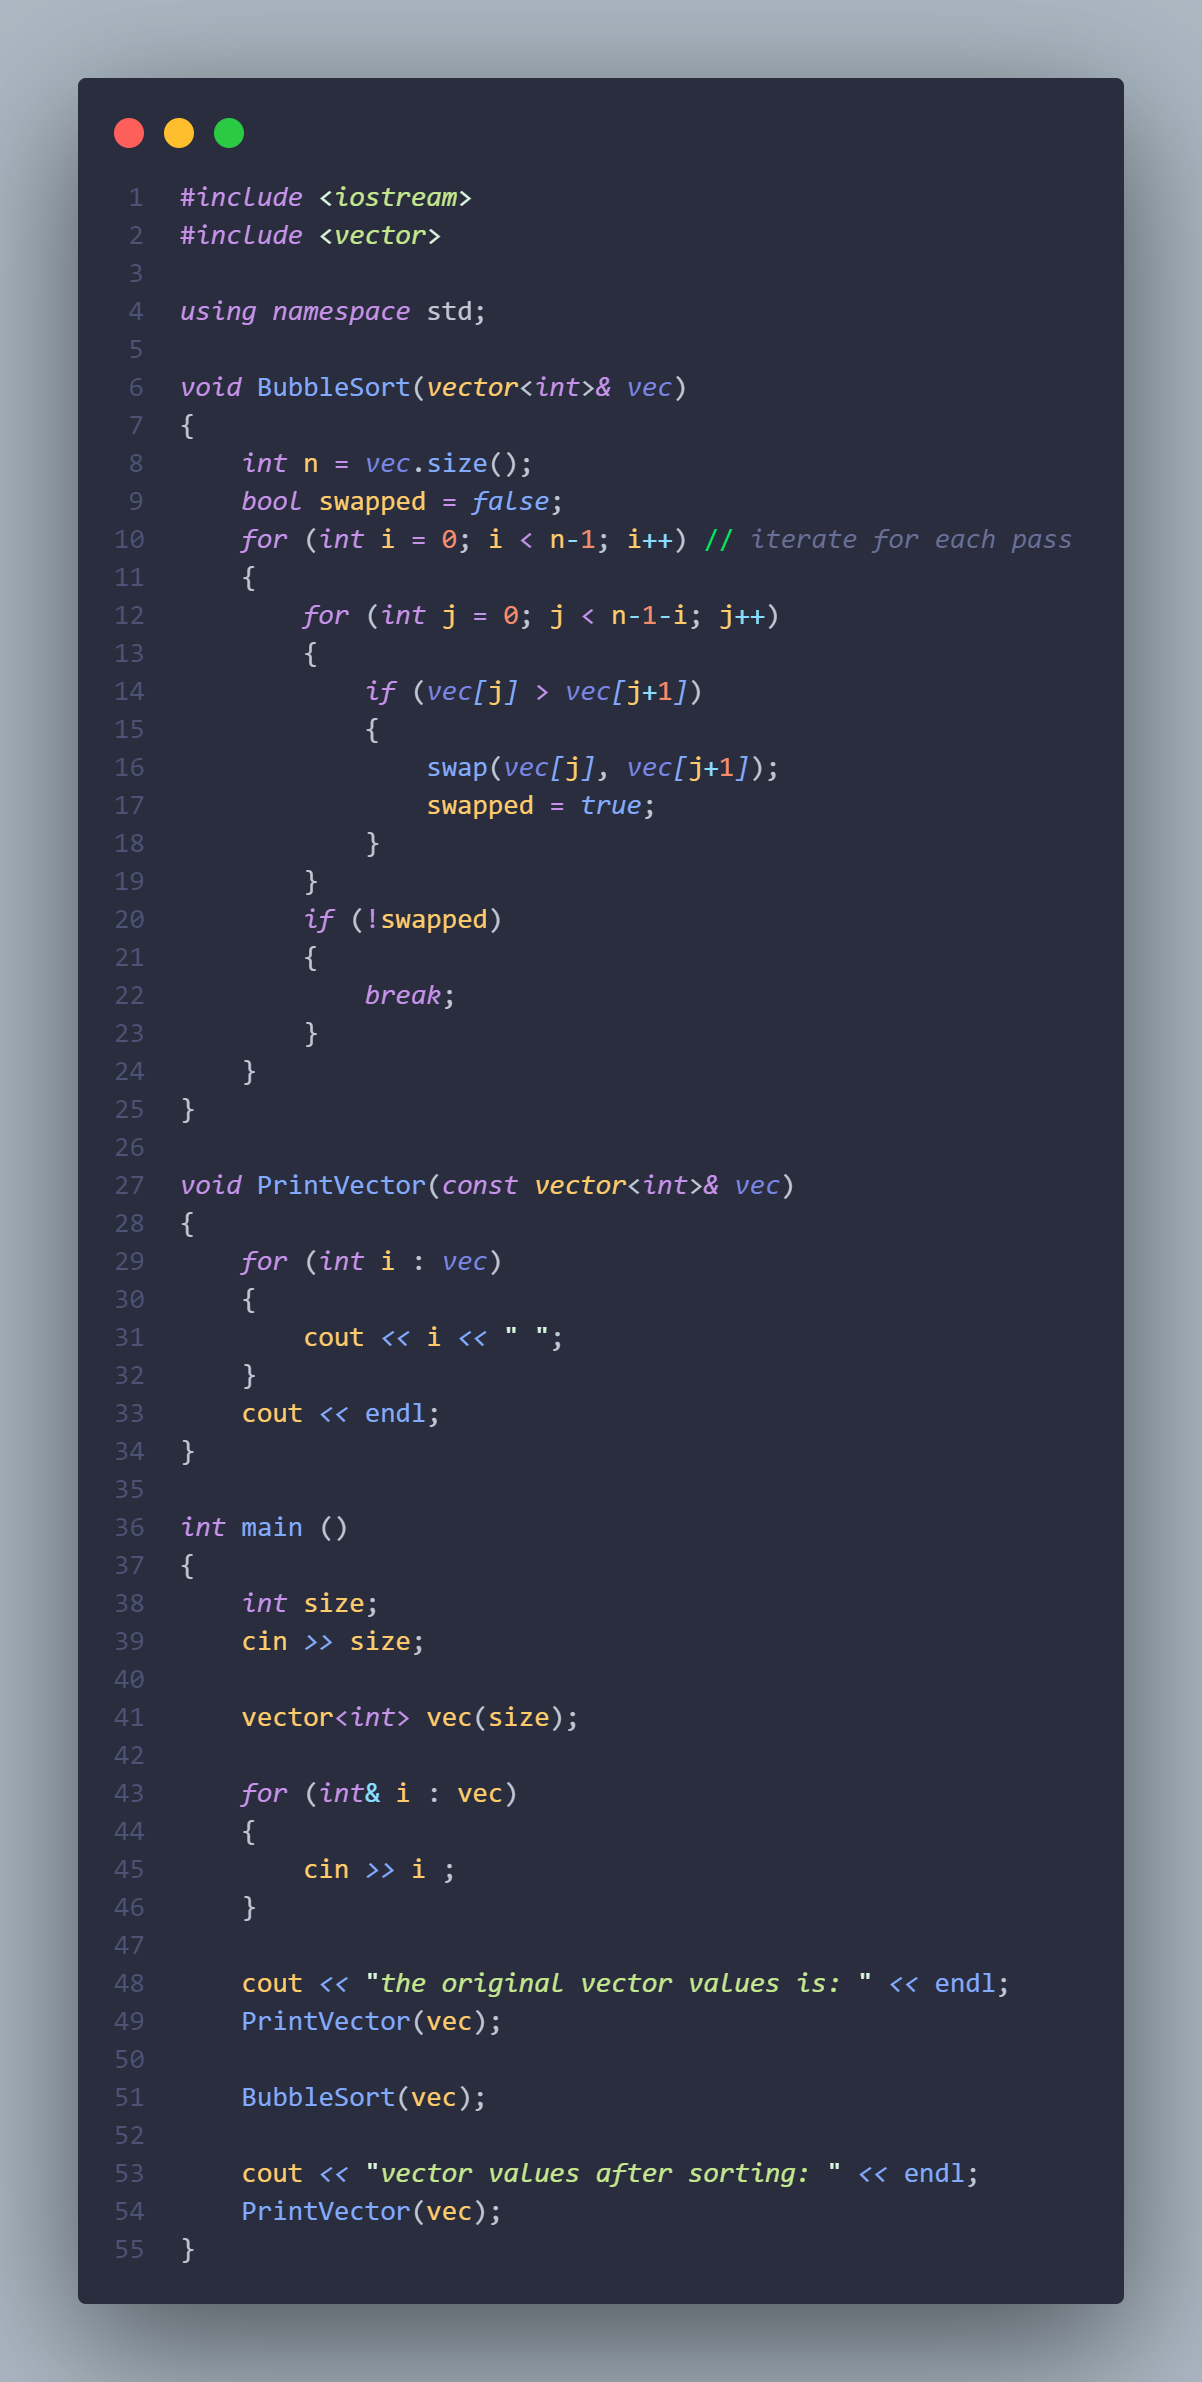 1 #include <iostream>
2 #include <vector>
3
4 using namespace std;
5
6 void BubbleSort(vector<int>& vec)
7 {
8     int n = vec.size();
9     bool swapped = false;
10     for (int i = 0; i < n-1; i++) // iterate for each pass
11     {
12         for (int j = 0; j < n-1-i; j++)
13         {
14             if (vec[j] > vec[j+1])
15             {
16                 swap(vec[j], vec[j+1]);
17                 swapped = true;
18             }
19         }
20         if (!swapped)
21         {
22             break;
23         }
24     }
25 }
26
27 void PrintVector(const vector<int>& vec)
28 {
29     for (int i : vec)
30     {
31         cout << i << " ";
32     }
33     cout << endl;
34 }
35
36 int main ()
37 {
38     int size;
39     cin >> size;
40
41     vector<int> vec(size);
42
43     for (int& i : vec)
44     {
45         cin >> i ;
46     }
47
48     cout << "the original vector values is: " << endl;
49     PrintVector(vec);
50
51     BubbleSort(vec);
52
53     cout << "vector values after sorting: " << endl;
54     PrintVector(vec);
55 }